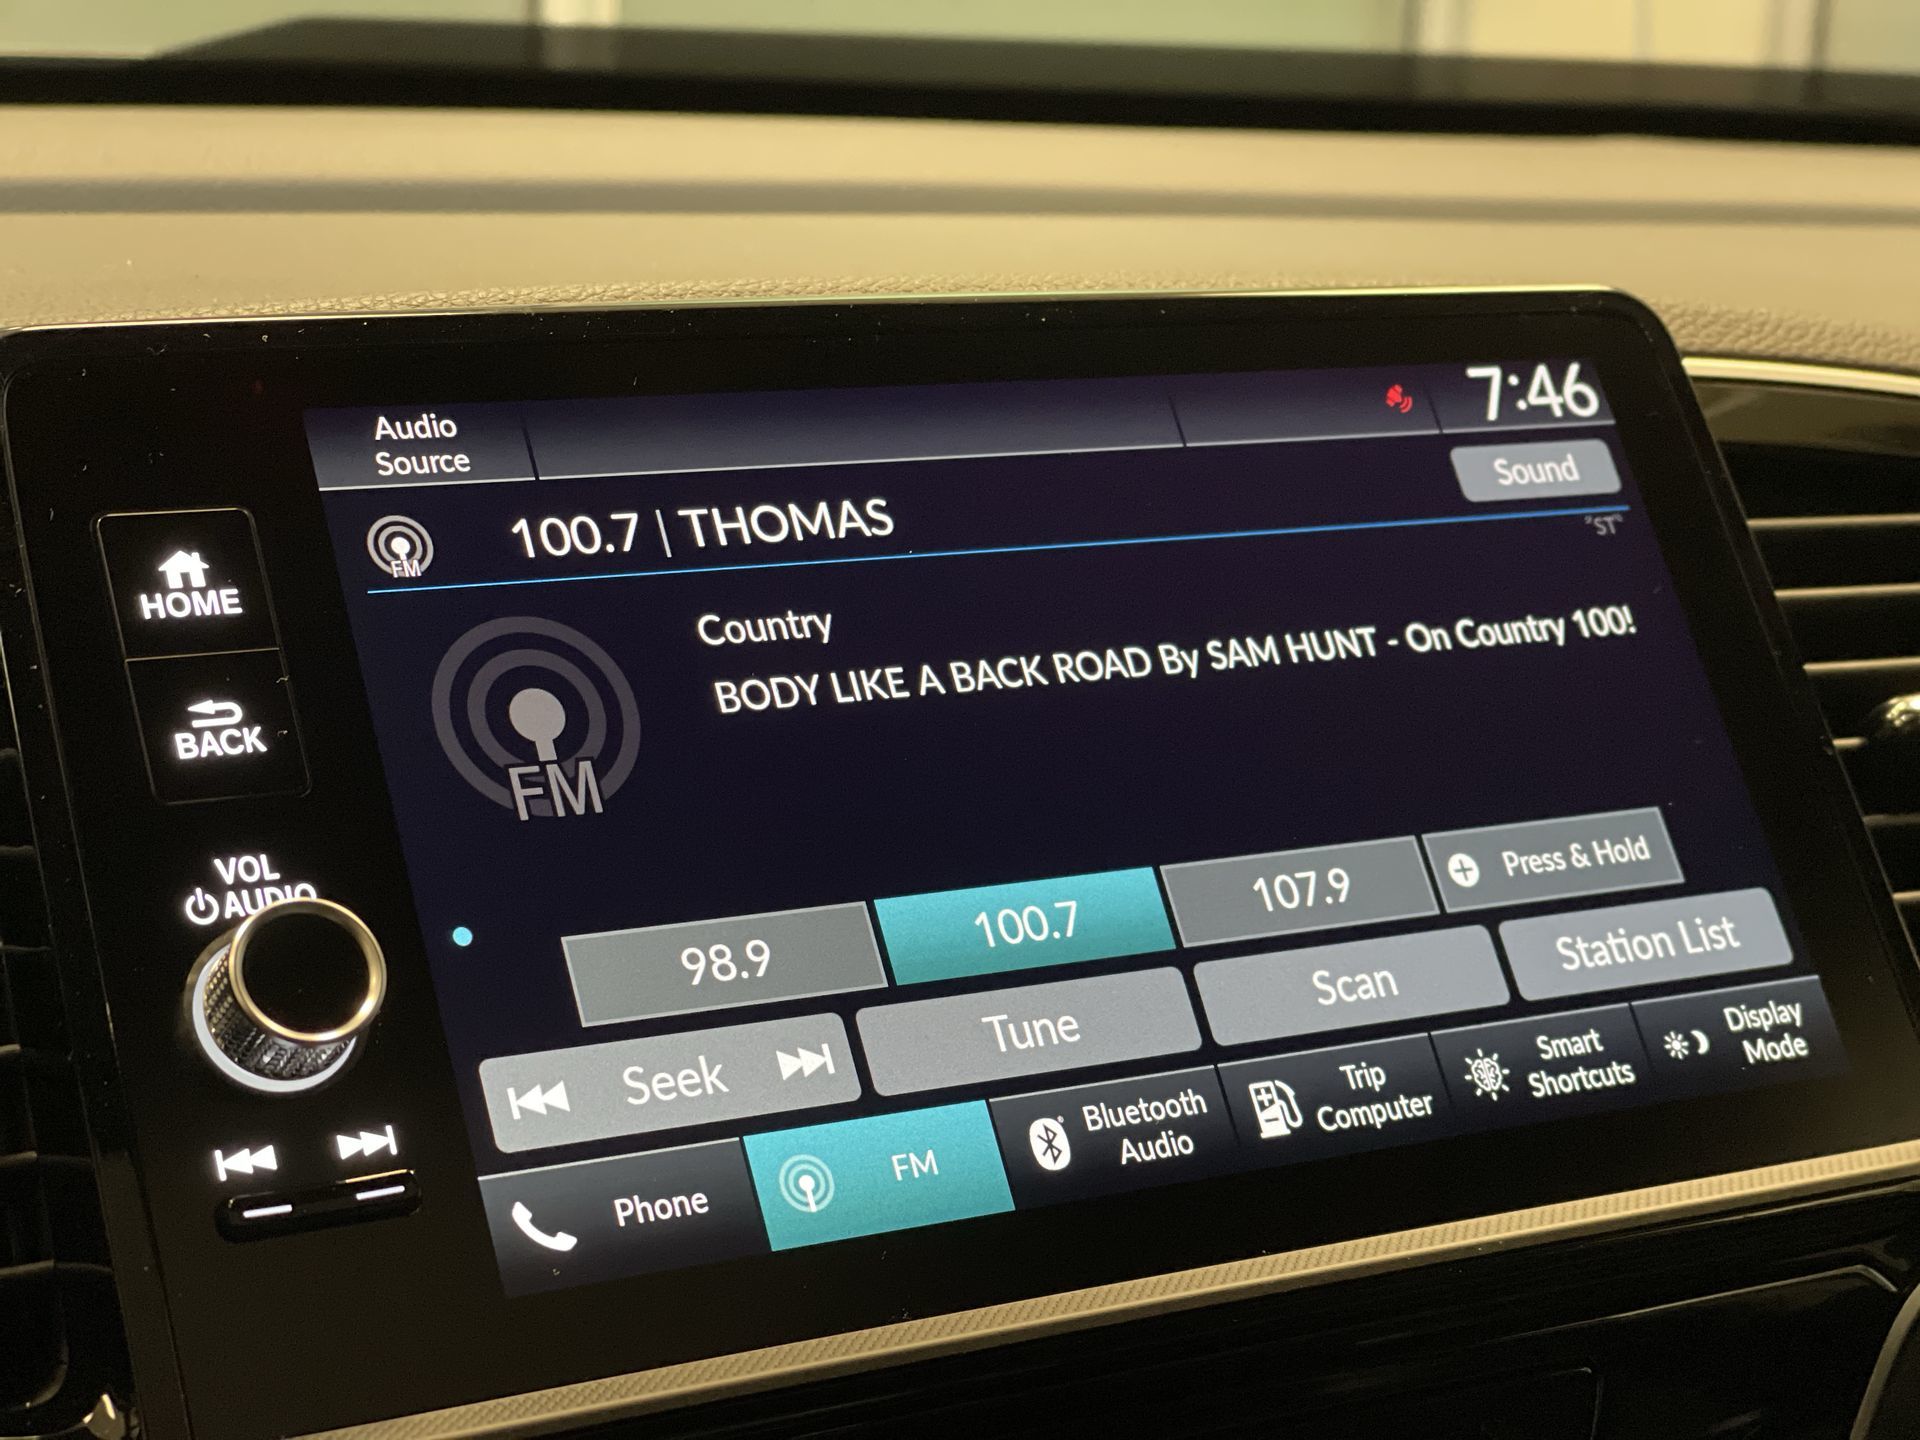 7:46
Audio
Source
Sound
FM
100.7 | THOMAS
"ST"
HOME
Country
BODY LIKE A BACK ROAD By SAM HUNT - On Country 100!
BACK
FM
VOL
AUDIO
98.9
100.7
107.9
Press & Hold
Seek
Tune
Scan
Station List
Phone
FM
Bluetooth
Audio
Trip
Computer
Smart
Shortcuts
Display
Mode